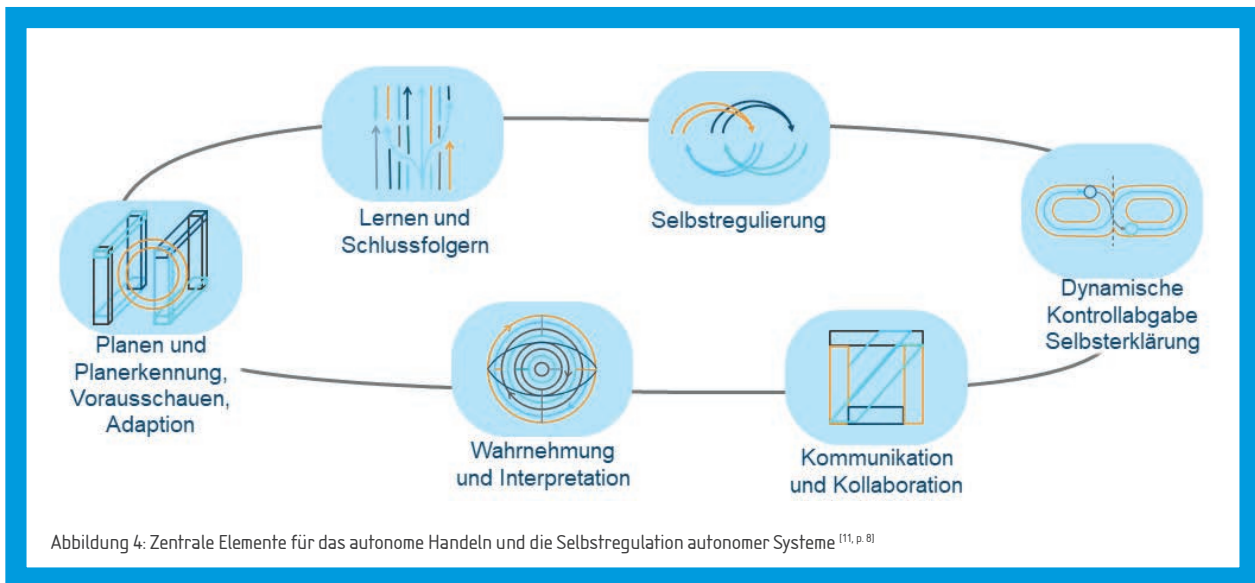 Lernen und
Schlussfolgern
Selbstregulierung
Dynamische
Kontrollabgabe
Selbsterklärung
Planen und
Planerkennung,
Vorausschauen,
Adaption
Wahrnehmung
und Interpretation
Kommunikation
und Kollaboration
Abbildung 4: Zentrale Elemente für das autonome Handeln und die Selbstregulation autonomer Systeme [11, p. 8]